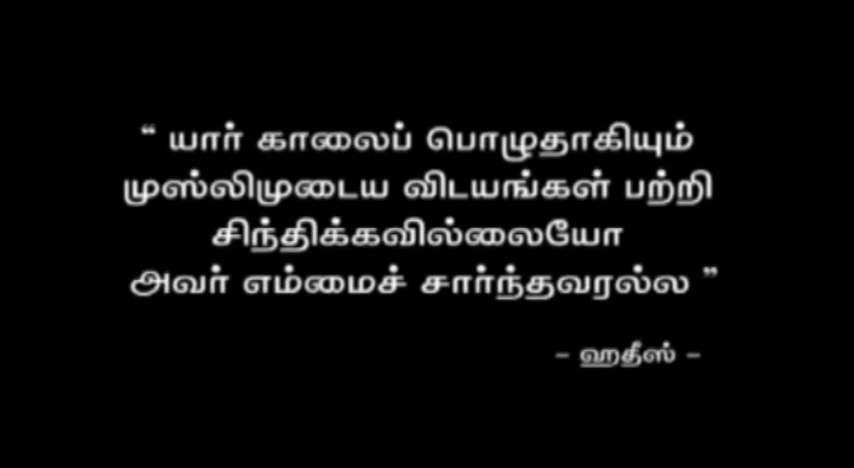 “ யார் காலைப் பொழுதாகியும்
முஸ்லிமுடைய விடயங்கள் பற்றி
சிந்திக்கவில்லையோ
அவர் எம்மைச் சார்ந்தவரல்ல ”
– ஹதீஸ் –